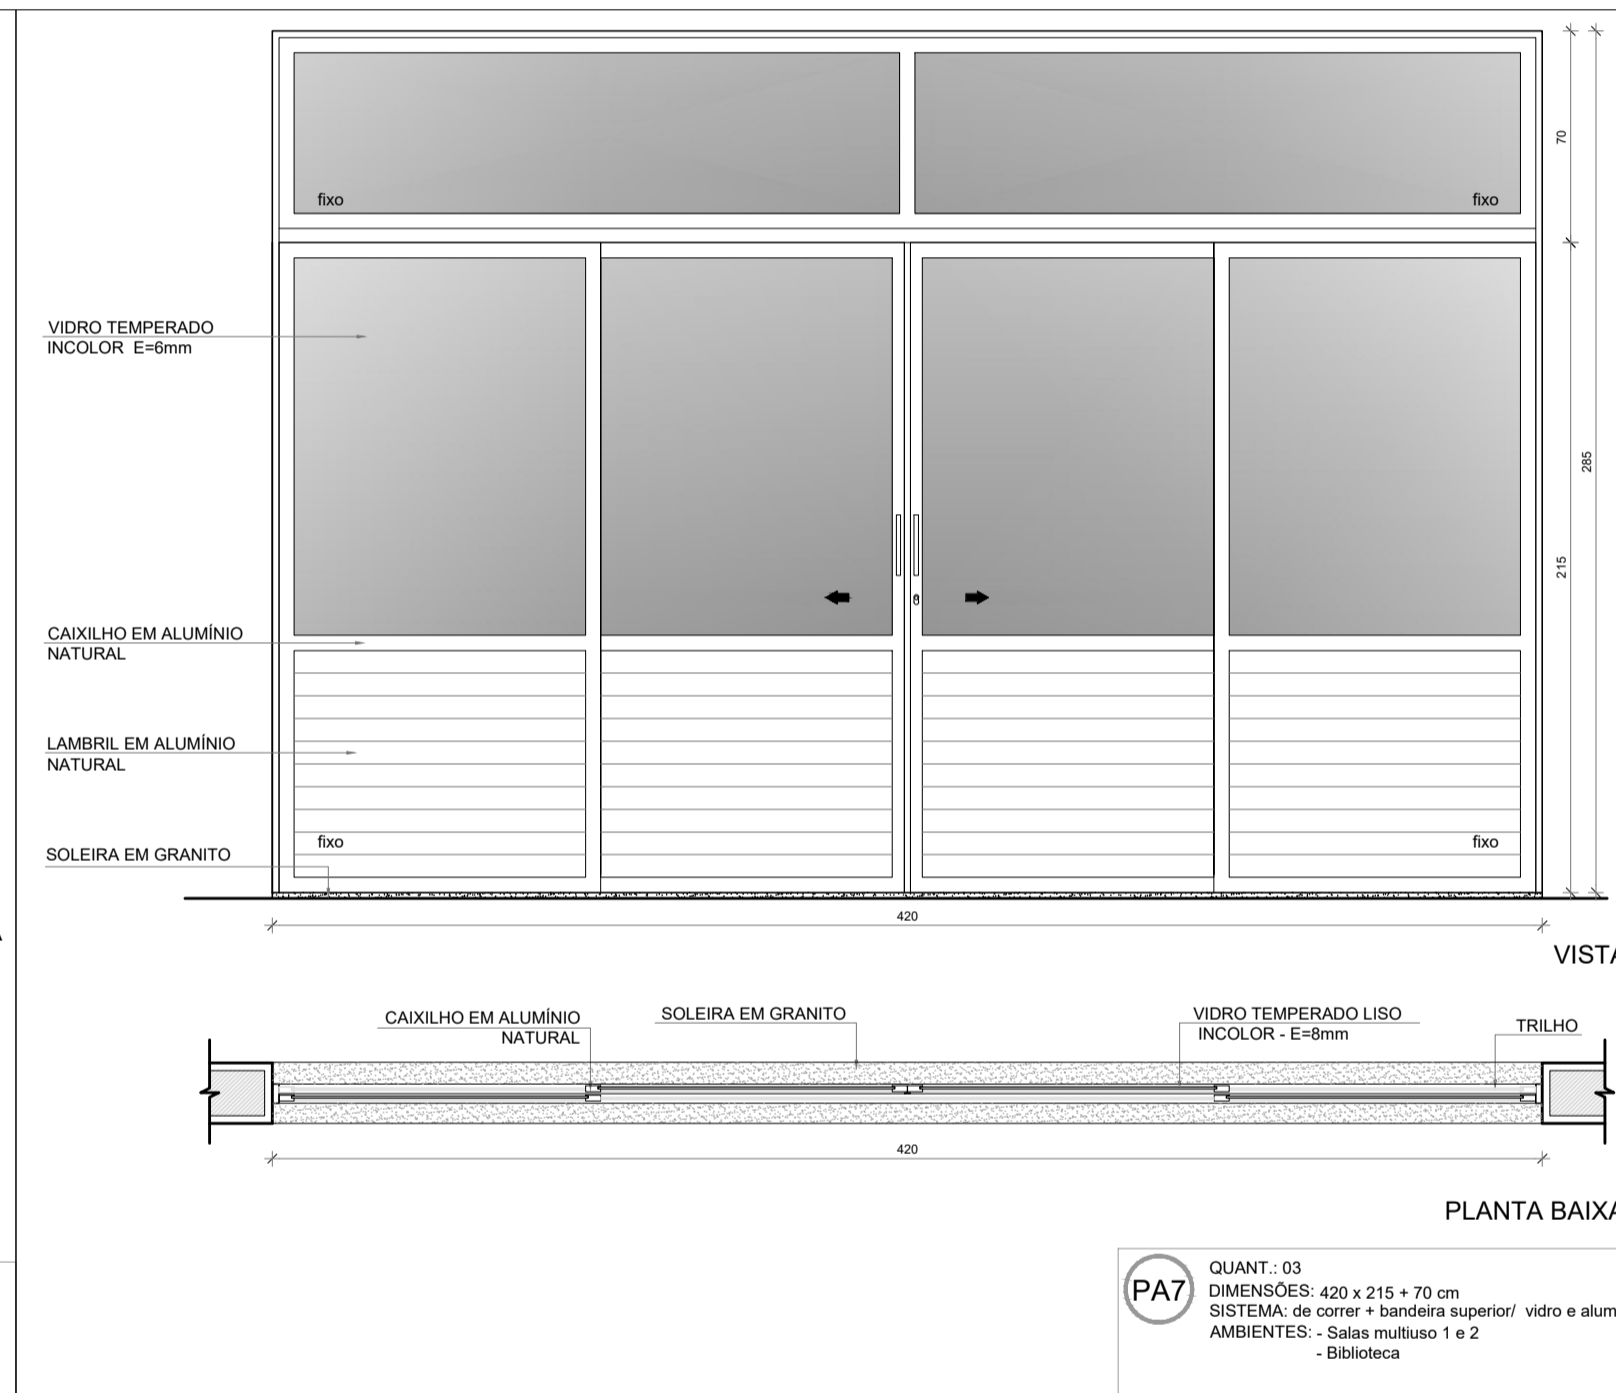 70
fixo
fixo
VIDRO TEMPERADO
INCOLOR E=6mm
285
215
CAIXILHO EM ALUMÍNIO
NATURAL
LAMBRIL EM ALUMÍNIO
NATURAL
fixo
fixo
SOLEIRA EM GRANITO
420
VISTA
CAIXILHO EM ALUMÍNIO
NATURAL
SOLEIRA EM GRANITO
VIDRO TEMPERADO LISO
INCOLOR - E=8mm
TRILHO
420
PLANTA BAIXA
PA7
QUANT.: 03
DIMENSÕES: 420 x 215 + 70 cm
SISTEMA: de correr + bandeira superior/ vidro e alum
AMBIENTES: - Salas multiuso 1 e 2
- Biblioteca